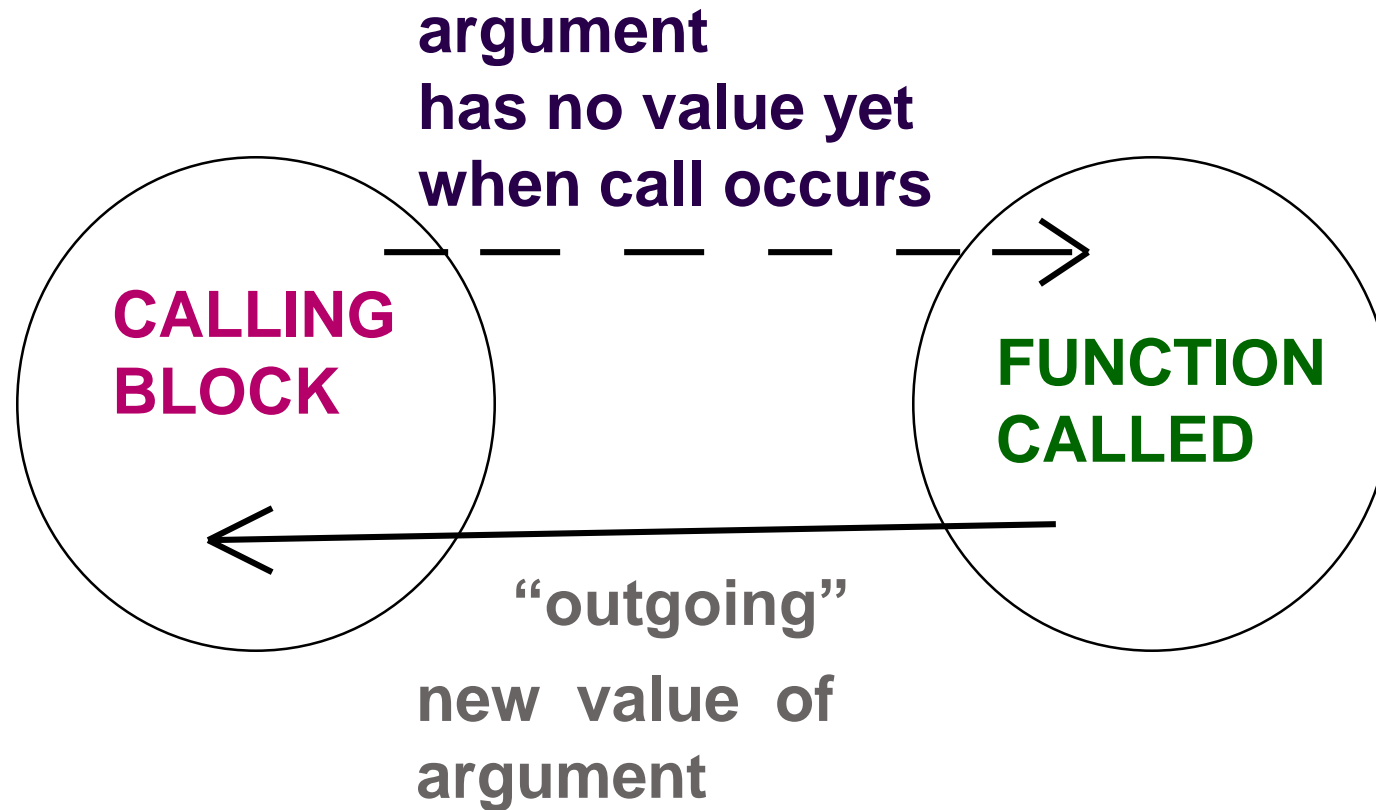 argument
has no value yet
when call occurs
CALLING
BLOCK
FUNCTION
CALLED
“outgoing”
new value of
argument